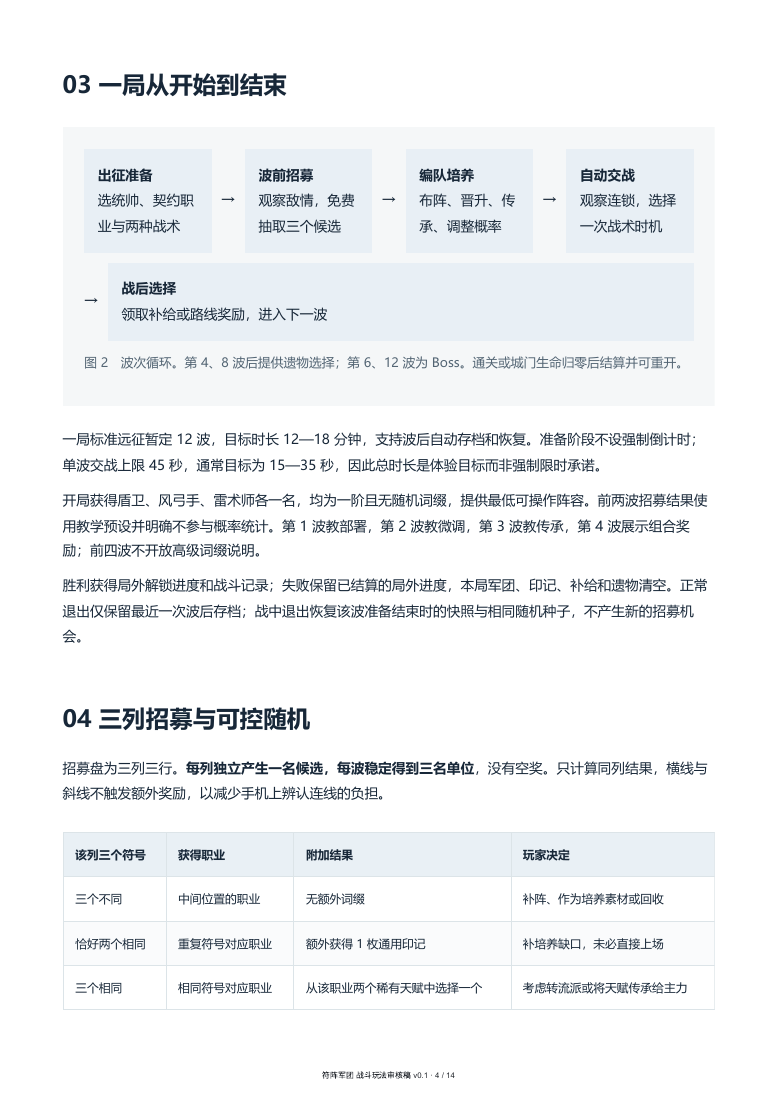 03 一局从开始到结束
出征准备
选统帅、契约职
业与两种战术
→
波前招募
观察敌情，免费
抽取三个候选
→
编队培养
布阵、晋升、传
承、调整概率
→
自动交战
观察连锁，选择
一次战术时机
→
战后选择
领取补给或路线奖励，进入下一波
图 2 波次循环。第 4、8 波后提供遗物选择；第 6、12 波为 Boss。通关或城门生命归零后结算并可重开。
一局标准远征暂定 12 波，目标时长 12—18 分钟，支持波后自动存档和恢复。准备阶段不设强制倒计时；
单波交战上限 45 秒，通常目标为 15—35 秒，因此总时长是体验目标而非强制限时承诺。
开局获得盾卫、风弓手、雷术师各一名，均为一阶且无随机词缀，提供最低可操作阵容。前两波招募结果使
用教学预设并明确不参与概率统计。第 1 波教部署，第 2 波教微调，第 3 波教传承，第 4 波展示组合奖
励；前四波不开放高级词缀说明。
胜利获得局外解锁进度和战斗记录；失败保留已结算的局外进度，本局军团、印记、补给和遗物清空。正常
退出仅保留最近一次波后存档；战中退出恢复该波准备结束时的快照与相同随机种子，不产生新的招募机
会。
04 三列招募与可控随机
招募盘为三列三行。每列独立产生一名候选，每波稳定得到三名单位，没有空奖。只计算同列结果，横线与
斜线不触发额外奖励，以减少手机上辨认连线的负担。
该列三个符号 获得职业 附加结果 玩家决定
三个不同 中间位置的职业 无额外词缀 补阵、作为培养素材或回收
恰好两个相同 重复符号对应职业 额外获得 1 枚通用印记 补培养缺口，未必直接上场
三个相同 相同符号对应职业 从该职业两个稀有天赋中选择一个 考虑转流派或将天赋传承给主力
符阵军团 战斗玩法审核稿 v0.1 · 4 / 14